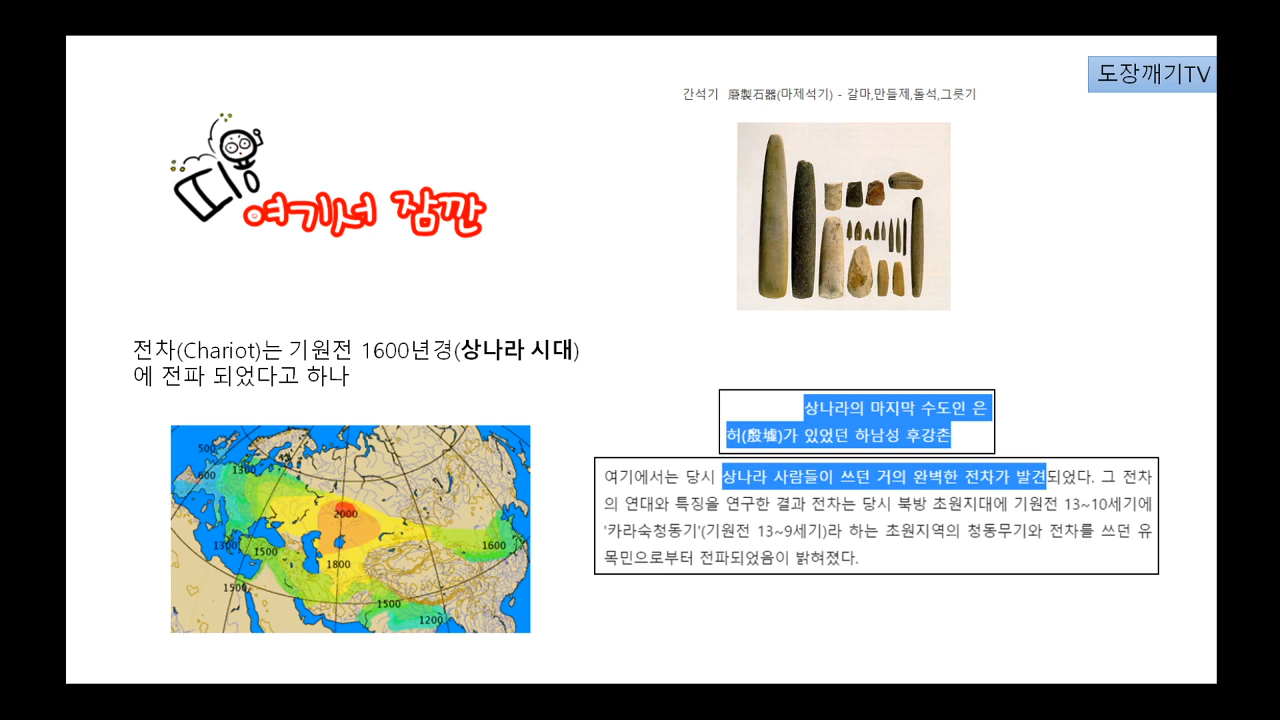 도장깨기TV
간석기 磨製石器(마제석기) - 갈마,만들제,돌석,그릇기
띠용
여기서 잠깐
전차(Chariot)는 기원전 1600년경(상나라 시대)
에 전파 되었다고 하나
500
600
1300
2000
1300
1500
1600
1800
1500
1500
1200
상나라의 마지막 수도인 은
허(殷墟)가 있었던 하남성 후강촌
여기에서는 당시 상나라 사람들이 쓰던 거의 완벽한 전차가 발견되었다. 그 전차
의 연대와 특징을 연구한 결과 전차는 당시 북방 초원지대에 기원전 13~10세기에
'카라숙청동기'(기원전 13~9세기)라 하는 초원지역의 청동무기와 전차를 쓰던 유
목민으로부터 전파되었음이 밝혀졌다.